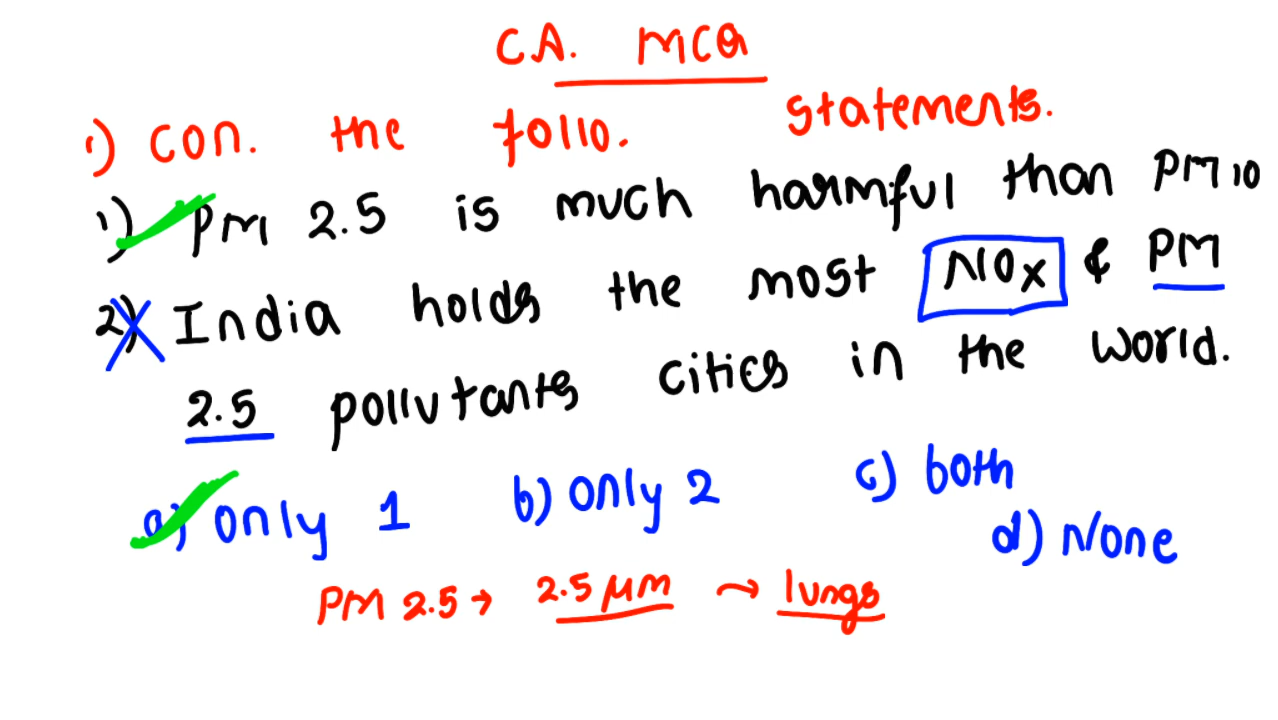 C.A. MCQ
1) con. the follo. statements.
1) PM 2.5 is much harmful than PM 10
2) India holds the most NOx & PM
2.5 pollutants cities in the world.
a) only 1 b) only 2 c) both
d) None
PM 2.5 → 2.5 μm → lungs